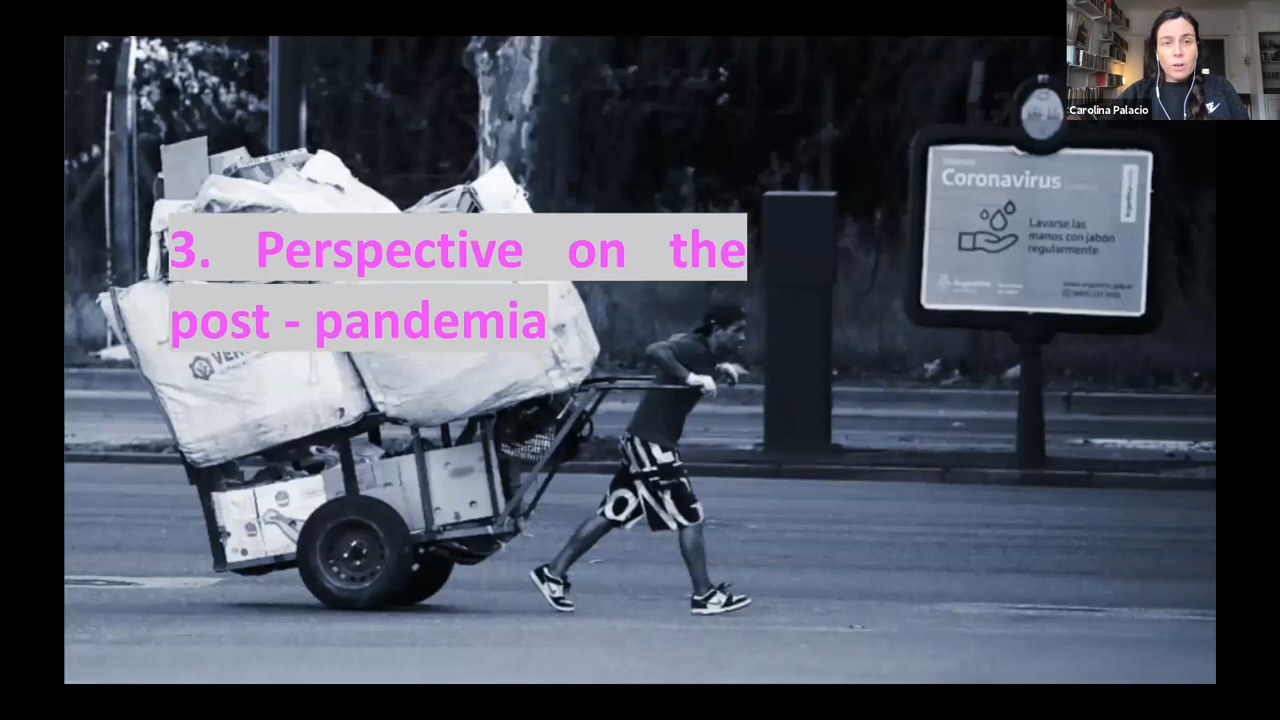 Carolina Palacio
3. Perspective on the
post - pandemia
Coronavirus
Lavarse las
manos con jabón
regularmente